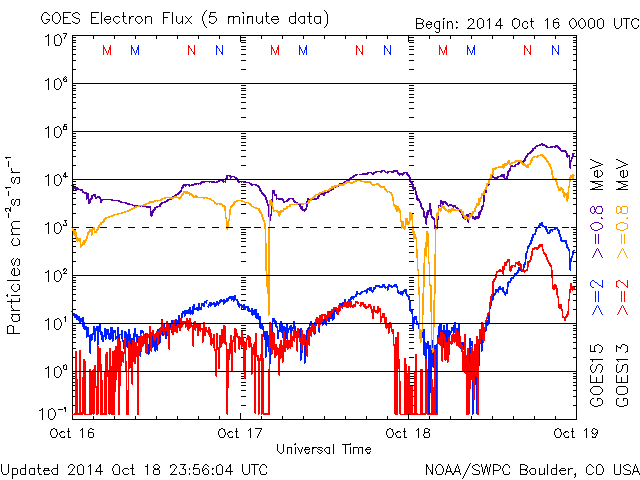 GOES Electron Flux (5 minute data)
Begin: 2014 Oct 16 0000 UTC
10⁷
10⁶
10⁵
10⁴
10³
10²
10¹
10⁰
10⁻¹
M M N N M M N N M M N N
Particles cm⁻²s⁻¹sr⁻¹
GOES15 >=2 >=0.8 MeV
GOES13 >=2 >=0.8 MeV
Oct 16 Oct 17 Oct 18 Oct 19
Universal Time
Updated 2014 Oct 18 23:56:04 UTC
NOAA/SWPC Boulder, CO USA